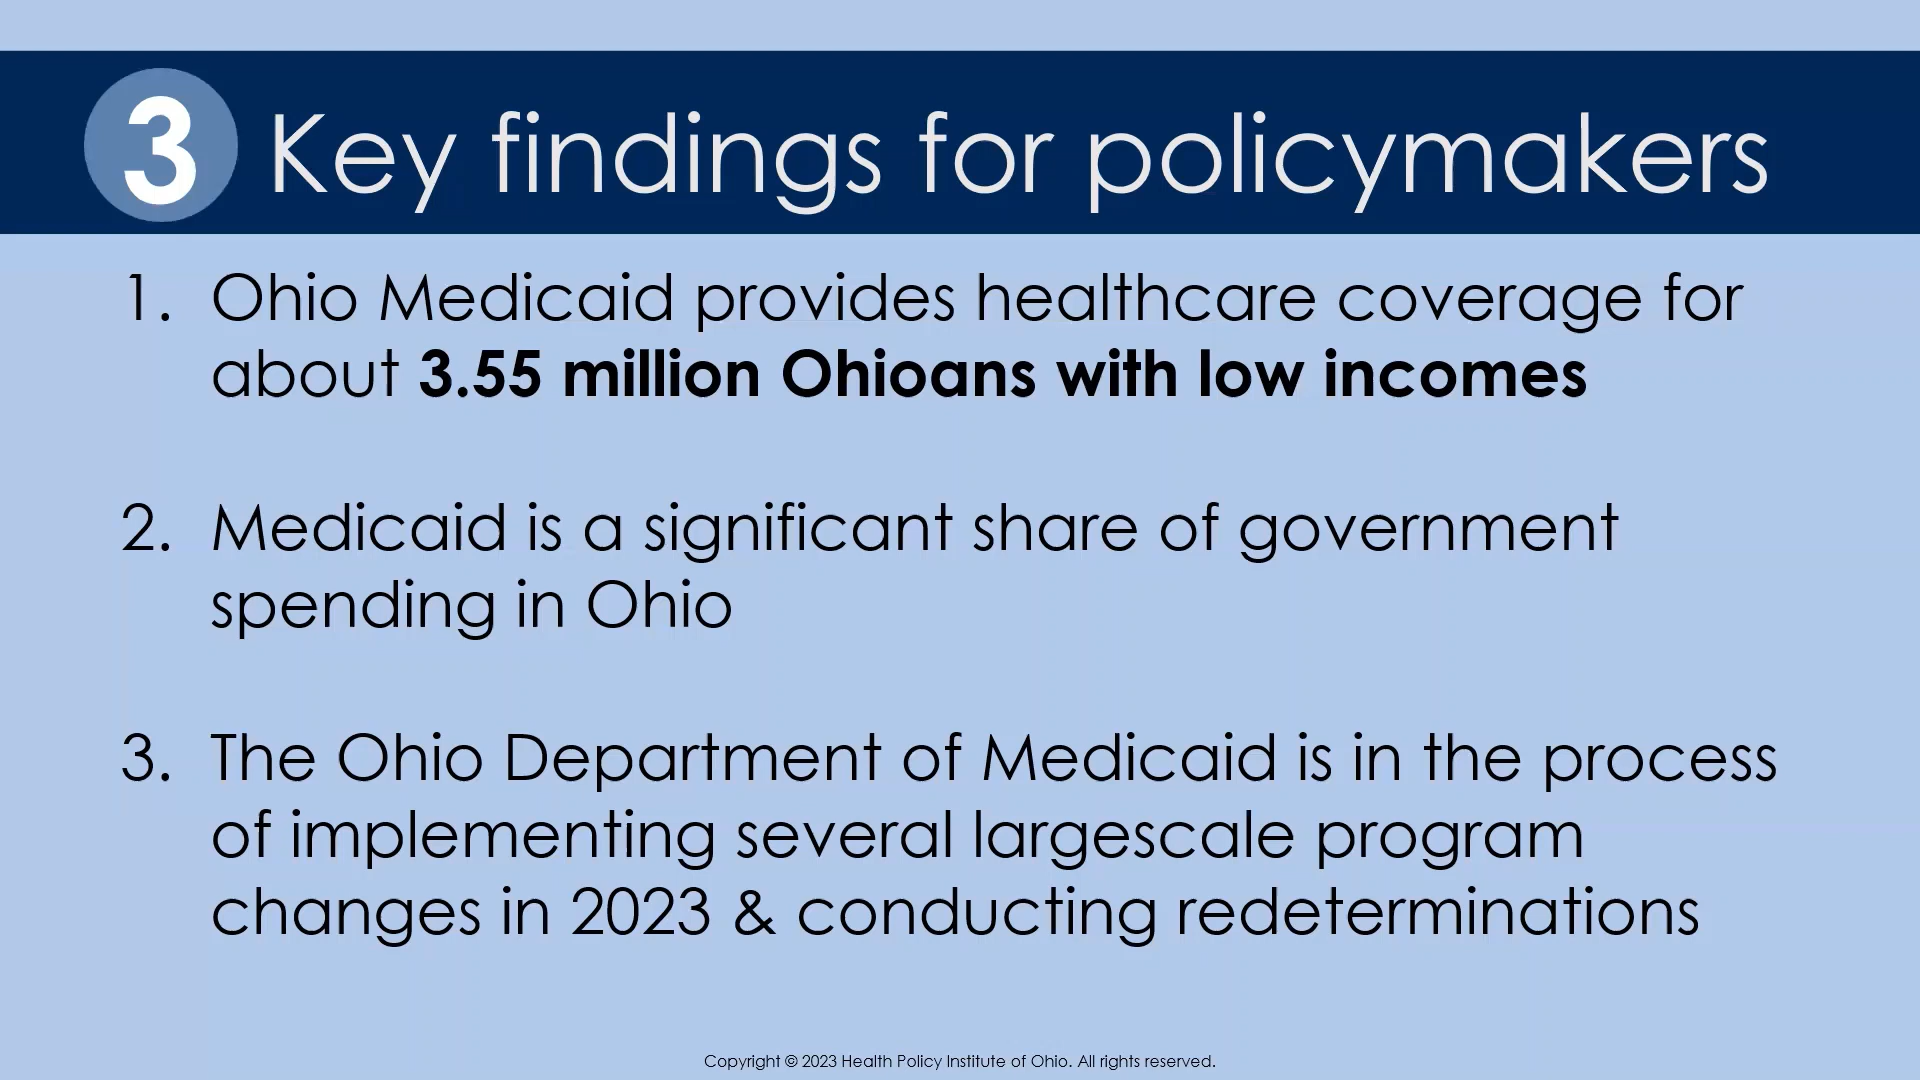 3 Key findings for policymakers
1. Ohio Medicaid provides healthcare coverage for
about 3.55 million Ohioans with low incomes
2. Medicaid is a significant share of government
spending in Ohio
3. The Ohio Department of Medicaid is in the process
of implementing several largescale program
changes in 2023 & conducting redeterminations
Copyright © 2023 Health Policy Institute of Ohio. All rights reserved.